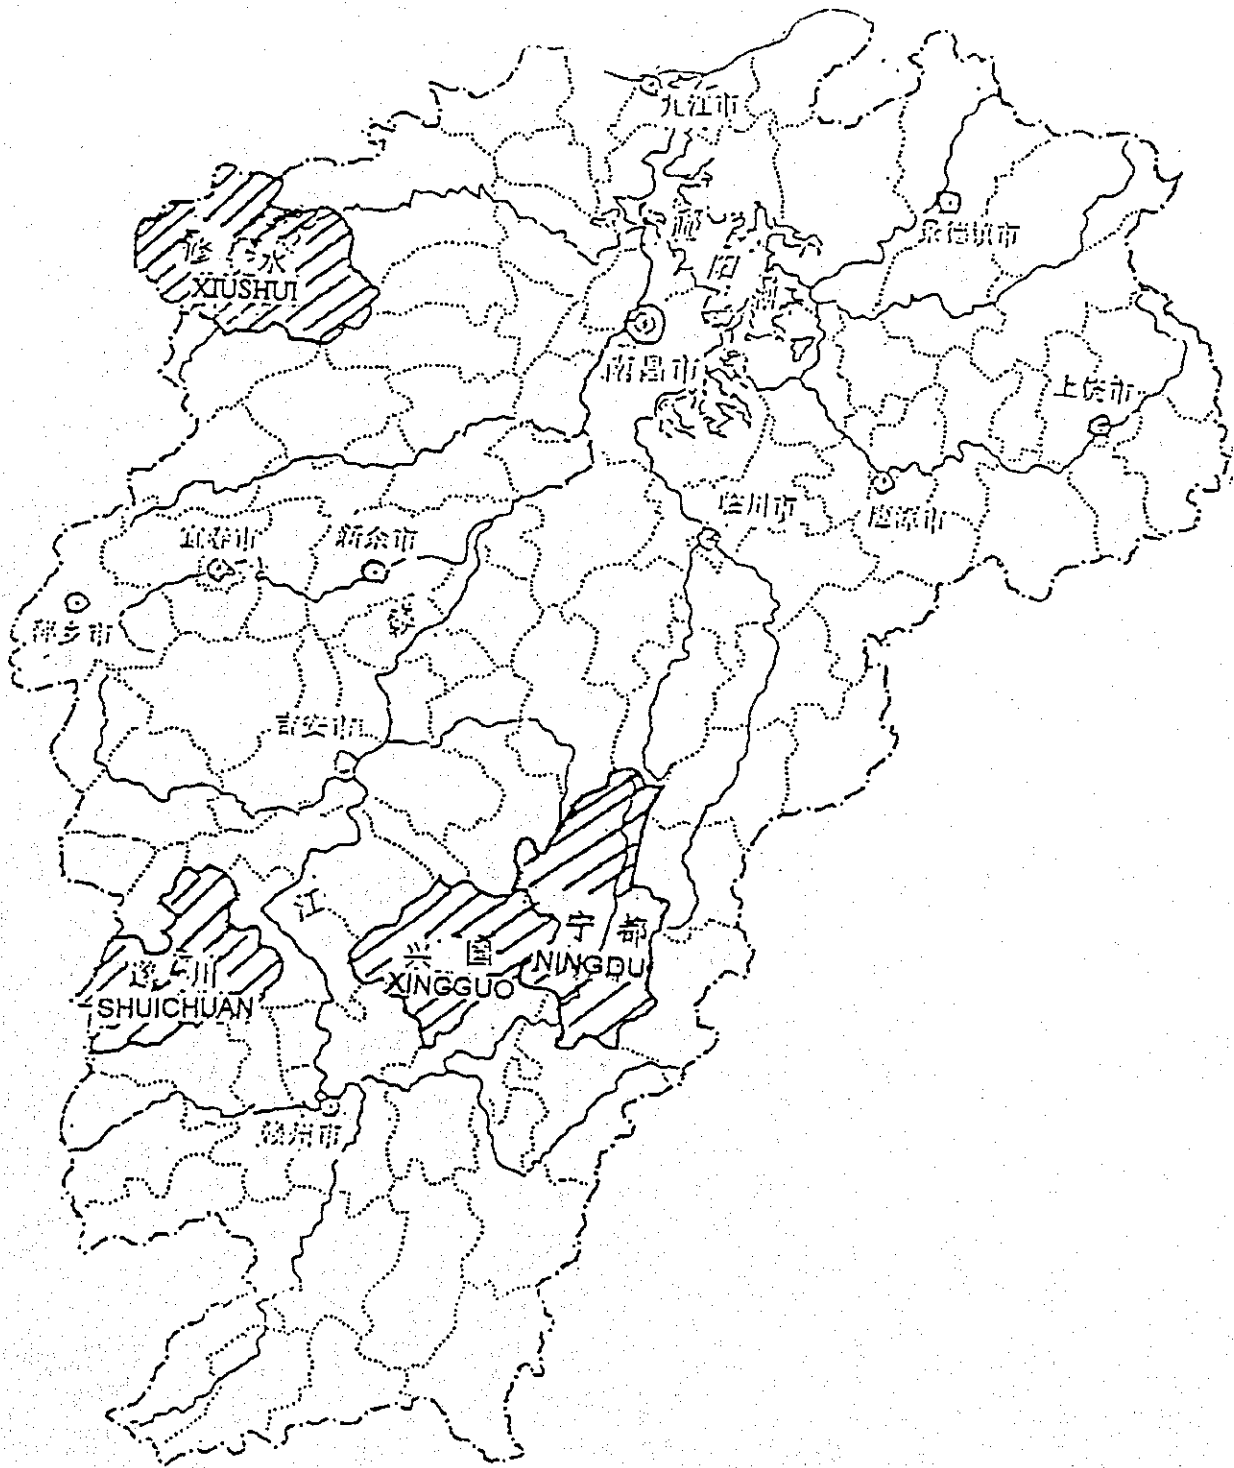 九江市
修水
XIUSHUI
鄱
阳
湖
景德镇市
南昌市
上饶市
临川市
鹰潭市
宜春市
新余市
萍乡市
赣
吉安市
江
宁都
NINGDU
兴国
XINGGUO
遂川
SHUICHUAN
赣州市